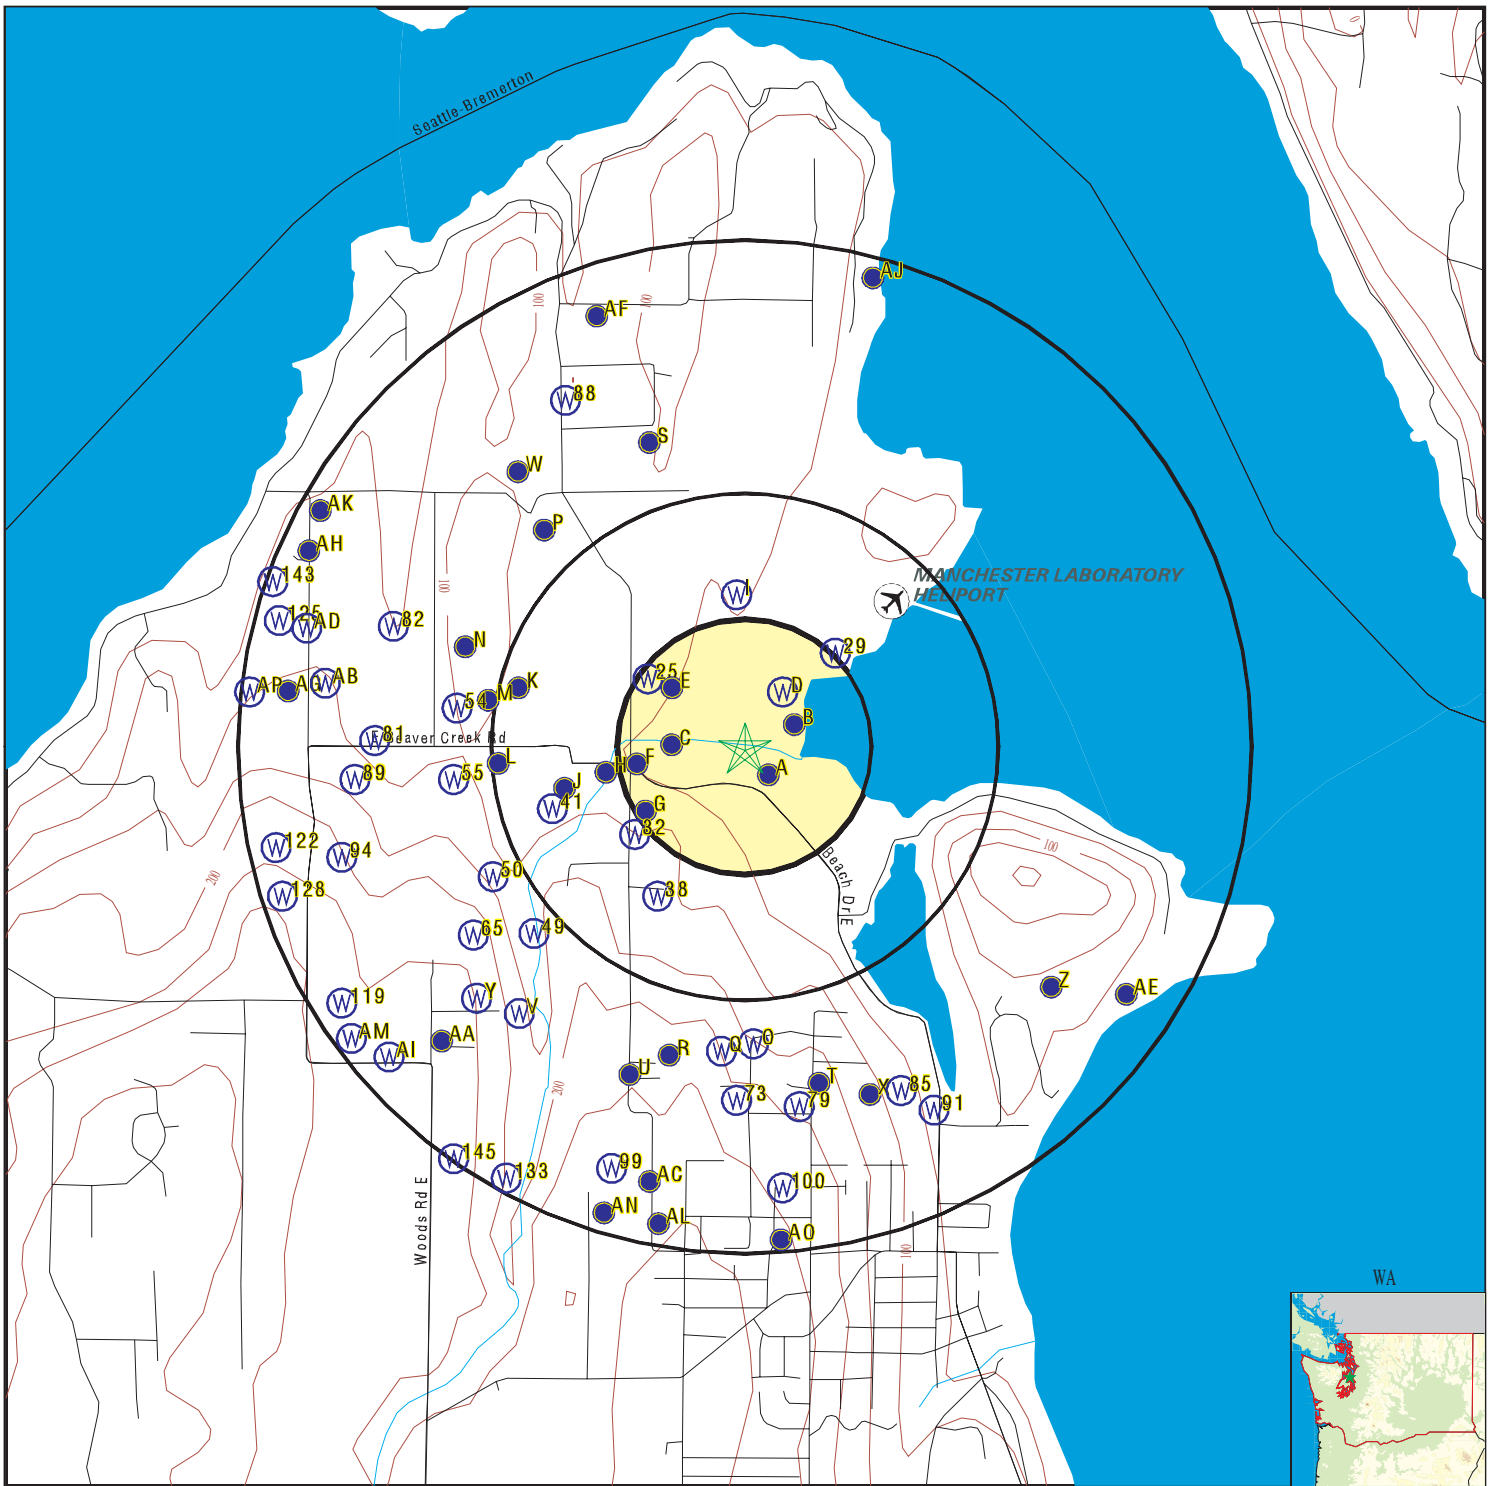 Seattle-Bremerton
0
AJ
100
100
AF
W 88
S
W
AK
P
AH
W 143
100
MANCHESTER LABORATORY
HELIPORT
W I
W 125
W AD
W 82
N
W 29
W 25
W AP
AG
W AB
K
E
W D
M
W 54
B
W 81
E Beaver Creek Rd
C
L
F
H
A
W 89
W 55
J
W 41
G
W 32
W 122
W 94
100
Beach Dr E
200
W 50
W 128
W 38
W 65
W 49
Z
AE
W Y
W 119
W V
W AM
AA
W AI
W Q
W O
R
U
T
200
W 73
W 79
X
W 85
W 91
W 145
W 133
W 99
AC
W 100
Woods Rd E
AN
AL
AO
100
WA